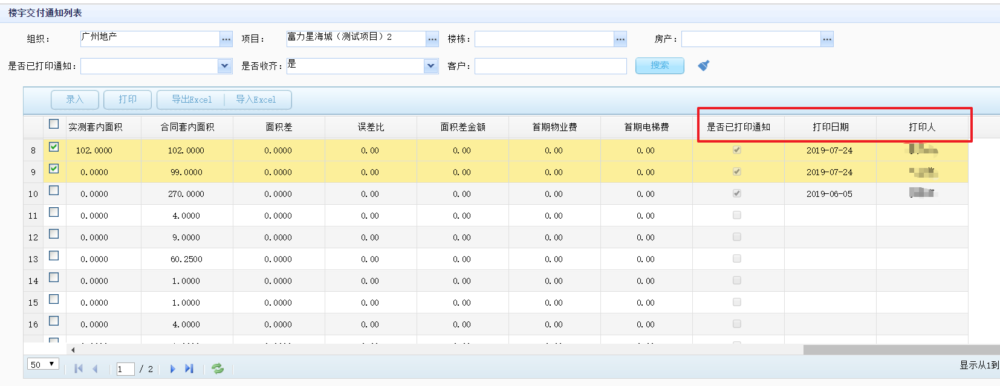 楼宇交付通知列表
组织： 广州地产 ... 项目： 富力星海城（测试项目）2 ... 楼栋： ... 房产： ...
是否已打印通知： 是否收齐： 是 客户： 搜索
录入 打印 导出Excel 导入Excel
实测套内面积 合同套内面积 面积差 误差比 面积差金额 首期物业费 首期电梯费 是否已打印通知 打印日期 打印人
8 102.0000 102.0000 0.0000 0.00 0.00 0.00 0.00 2019-07-24
9 0.0000 99.0000 0.0000 0.00 0.00 0.00 0.00 2019-07-24
10 0.0000 270.0000 0.0000 0.00 0.00 0.00 0.00 2019-06-05
11 0.0000 4.0000 0.0000 0.00 0.00 0.00 0.00
12 0.0000 9.0000 0.0000 0.00 0.00 0.00 0.00
13 0.0000 60.2500 0.0000 0.00 0.00 0.00 0.00
14 0.0000 1.0000 0.0000 0.00 0.00 0.00 0.00
15 0.0000 1.0000 0.0000 0.00 0.00 0.00 0.00
16 0.0000 4.0000 0.0000 0.00 0.00 0.00 0.00
50 1 / 2 显示从1到